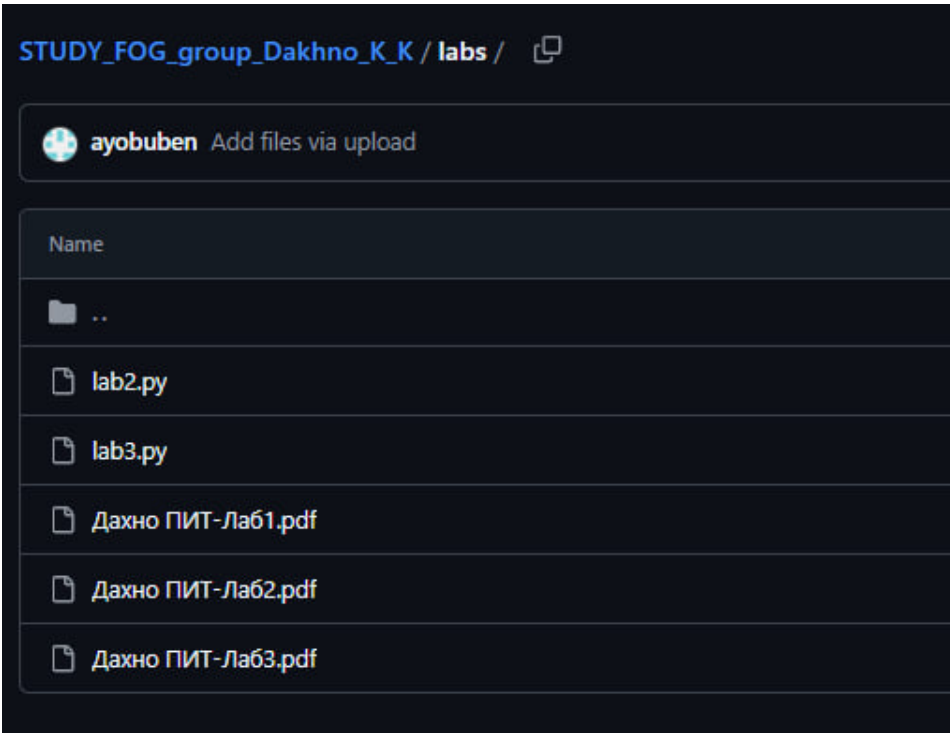 STUDY_FOG_group_Dakhno_K_K / labs /
ayobuben Add files via upload
Name
..
lab2.py
lab3.py
Дахно ПИТ-Лаб1.pdf
Дахно ПИТ-Лаб2.pdf
Дахно ПИТ-Лаб3.pdf